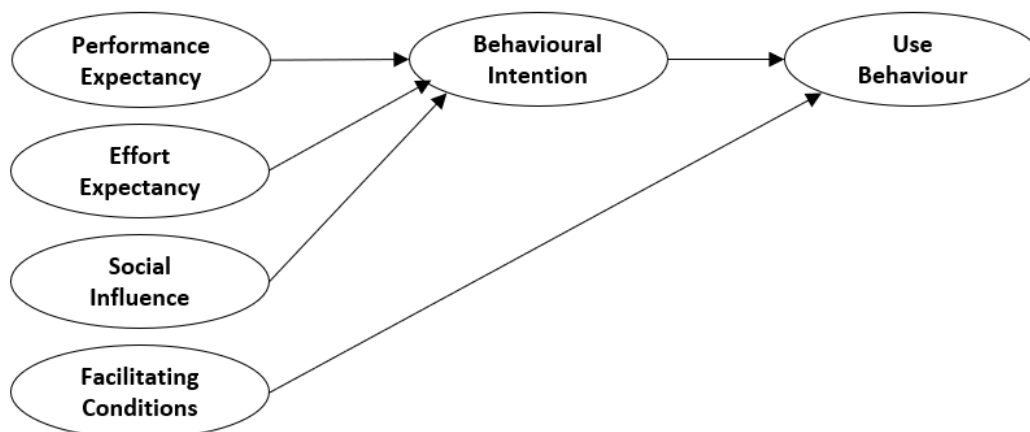 Performance
Expectancy
Behavioural
Intention
Use
Behaviour
Effort
Expectancy
Social
Influence
Facilitating
Conditions